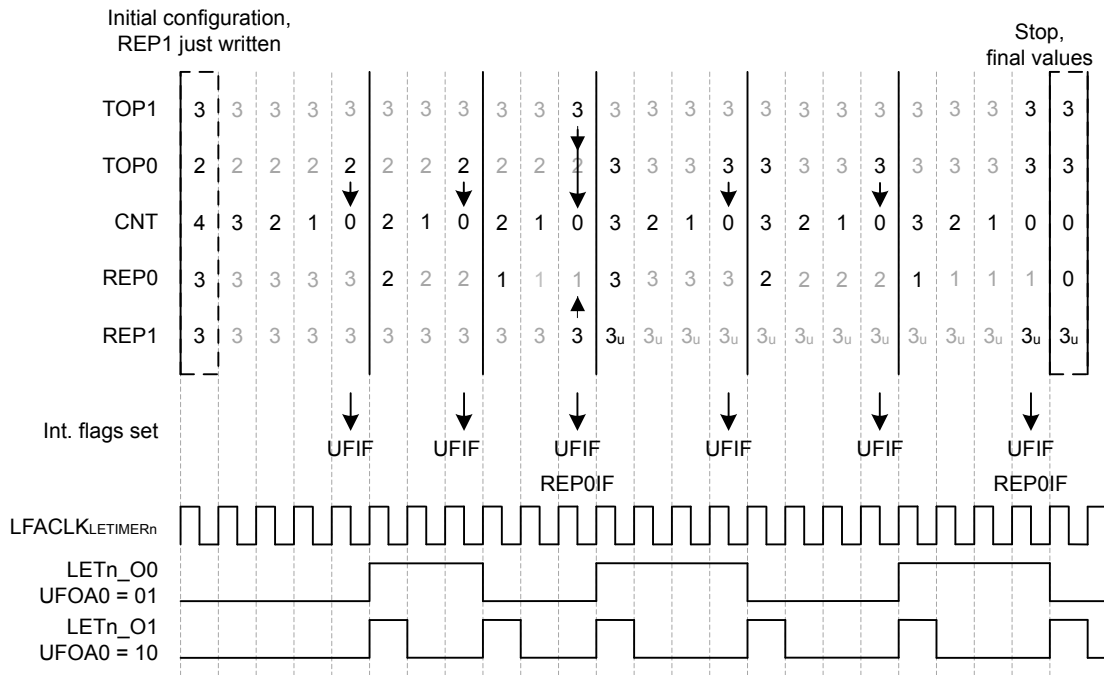 Initial configuration,
REP1 just written
Stop,
final values
TOP1 3 3 3 3 3 3 3 3 3 3 3 3 3 3 3 3 3 3 3 3 3 3 3 3
TOP0 2 2 2 2 2 2 2 2 2 2 2 3 3 3 3 3 3 3 3 3 3 3 3 3
CNT 4 3 2 1 0 2 1 0 2 1 0 3 2 1 0 3 2 1 0 3 2 1 0 0
REP0 3 3 3 3 3 2 2 2 1 1 1 3 3 3 3 2 2 2 2 1 1 1 1 0
REP1 3 3 3 3 3 3 3 3 3 3 3 3u 3u 3u 3u 3u 3u 3u 3u 3u 3u 3u 3u 3u
Int. flags set
UFIF UFIF UFIF UFIF UFIF UFIF
REP0IF REP0IF
LFACLKLETIMERn
LETn_O0
UFOA0 = 01
LETn_O1
UFOA0 = 10